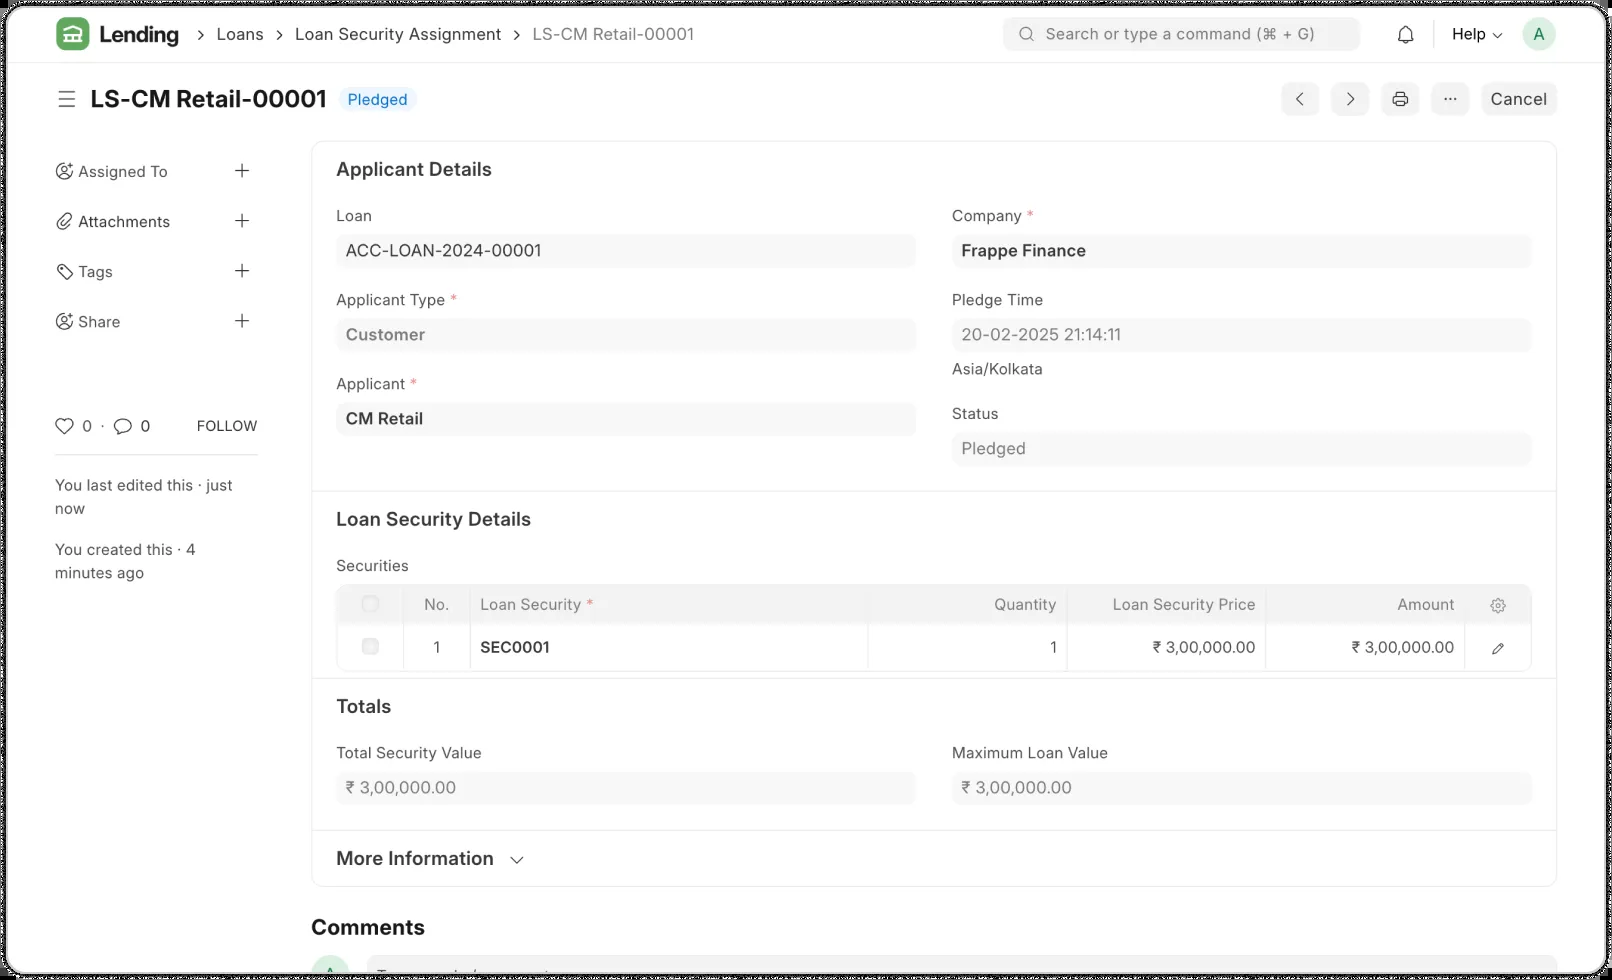 Lending > Loans > Loan Security Assignment > LS-CM Retail-00001
Search or type a command (⌘ + G)
Help
A
LS-CM Retail-00001
Pledged
...
Cancel
Assigned To +
Attachments +
Tags +
Share +
0 · 0 FOLLOW
You last edited this · just
now
You created this · 4
minutes ago
Applicant Details
Loan
ACC-LOAN-2024-00001
Applicant Type *
Customer
Applicant *
CM Retail
Company *
Frappe Finance
Pledge Time
20-02-2025 21:14:11
Asia/Kolkata
Status
Pledged
Loan Security Details
Securities
No. Loan Security * Quantity Loan Security Price Amount
1 SEC0001 1 ₹ 3,00,000.00 ₹ 3,00,000.00
Totals
Total Security Value
₹ 3,00,000.00
Maximum Loan Value
₹ 3,00,000.00
More Information
Comments